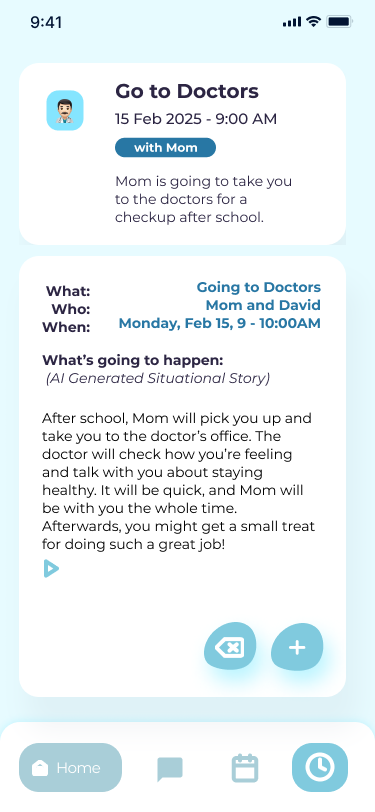 9:41
Go to Doctors
15 Feb 2025 - 9:00 AM
with Mom
Mom is going to take you
to the doctors for a
checkup after school.
What: Going to Doctors
Who: Mom and David
When: Monday, Feb 15, 9 - 10:00AM
What’s going to happen:
(AI Generated Situational Story)
After school, Mom will pick you up and
take you to the doctor’s office. The
doctor will check how you’re feeling
and talk with you about staying
healthy. It will be quick, and Mom will
be with you the whole time.
Afterwards, you might get a small treat
for doing such a great job!
Home